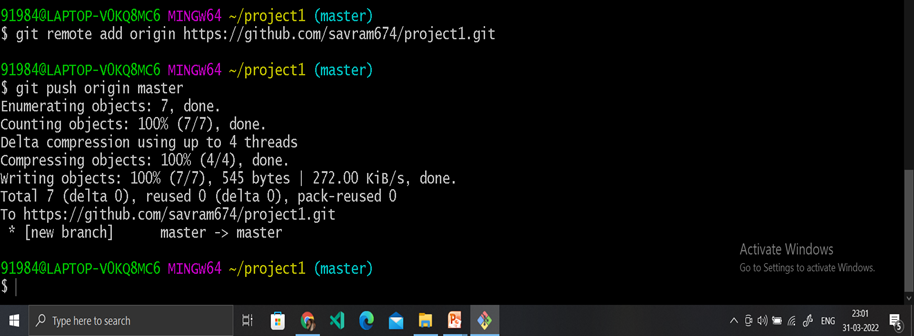 91984@LAPTOP-V0KQ8MC6 MINGW64 ~/project1 (master)
$ git remote add origin https://github.com/savram674/project1.git
91984@LAPTOP-V0KQ8MC6 MINGW64 ~/project1 (master)
$ git push origin master
Enumerating objects: 7, done.
Counting objects: 100% (7/7), done.
Delta compression using up to 4 threads
Compressing objects: 100% (4/4), done.
Writing objects: 100% (7/7), 545 bytes | 272.00 KiB/s, done.
Total 7 (delta 0), reused 0 (delta 0), pack-reused 0
To https://github.com/savram674/project1.git
 * [new branch]      master -> master
91984@LAPTOP-V0KQ8MC6 MINGW64 ~/project1 (master)
$
Activate Windows
Go to Settings to activate Windows.
Type here to search
ENG
23:01
31-03-2022
5